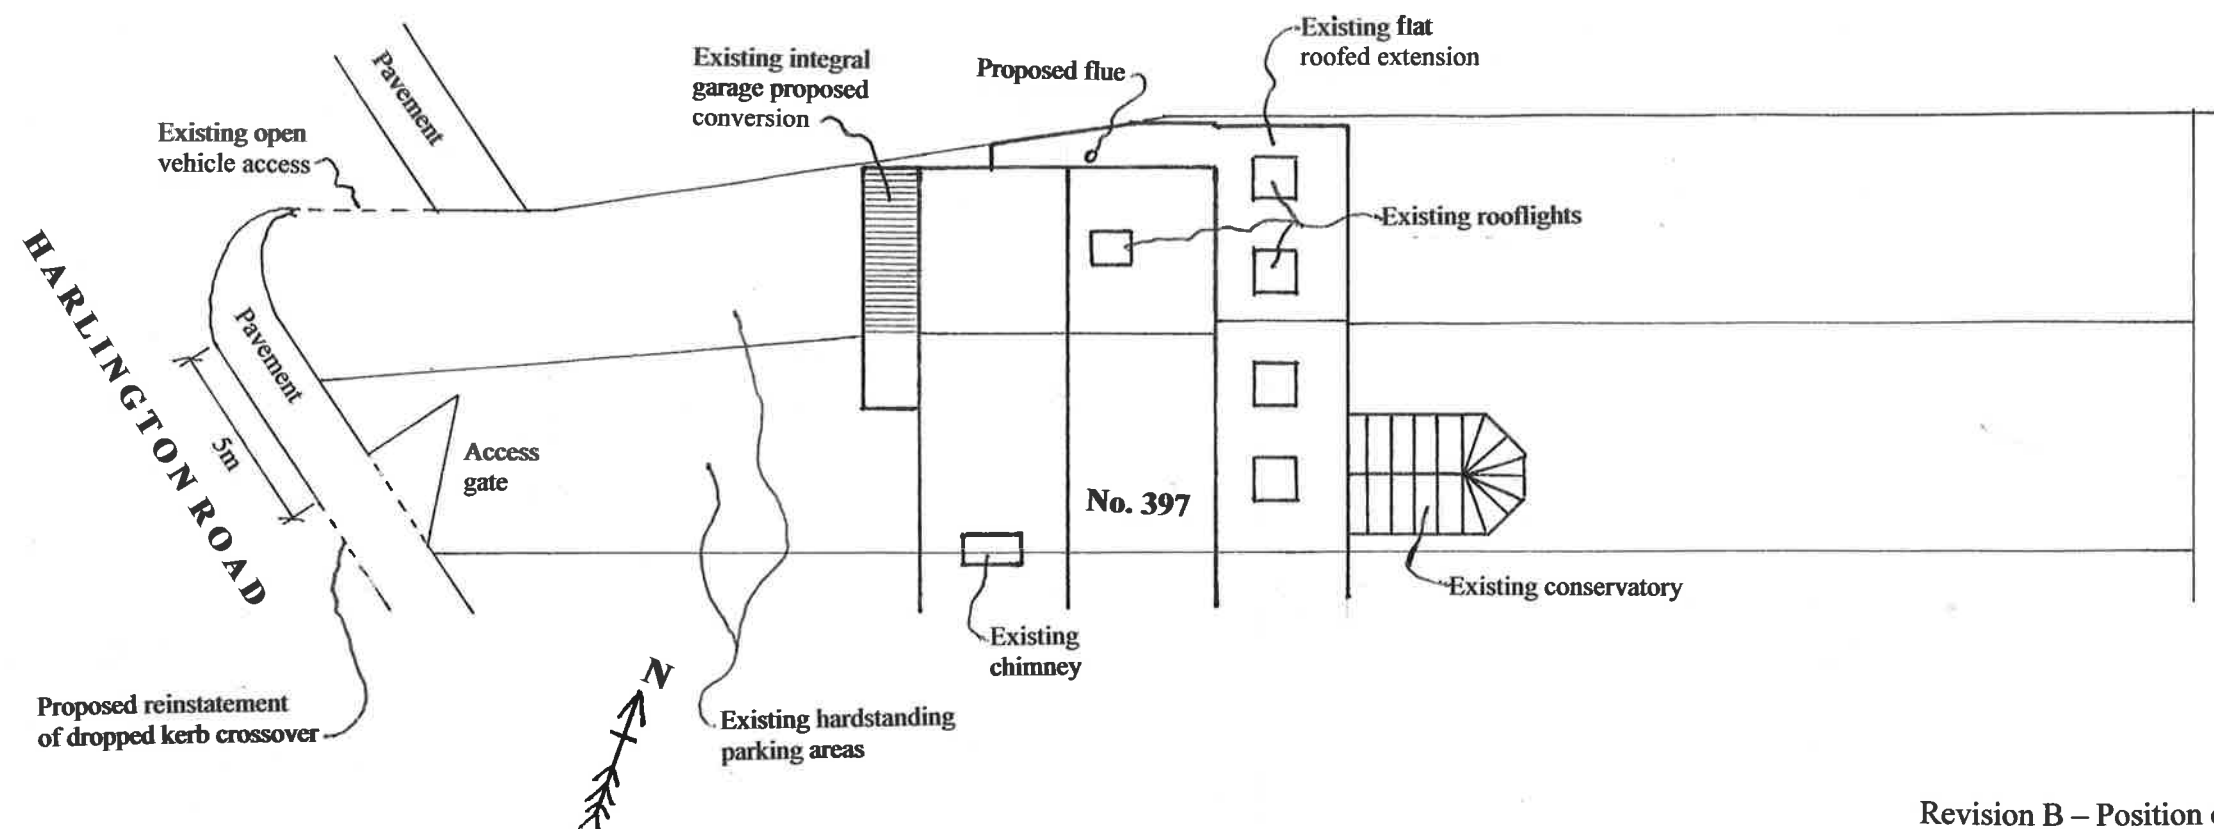 Pavement
Existing open
vehicle access
Existing integral
garage proposed
conversion
Proposed flue
Existing flat
roofed extension
Existing rooflights
HARLINGTON ROAD
Pavement
5m
Access
gate
No. 397
Existing conservatory
Existing
chimney
Proposed reinstatement
of dropped kerb crossover
N
Existing hardstanding
parking areas
Revision B – Position